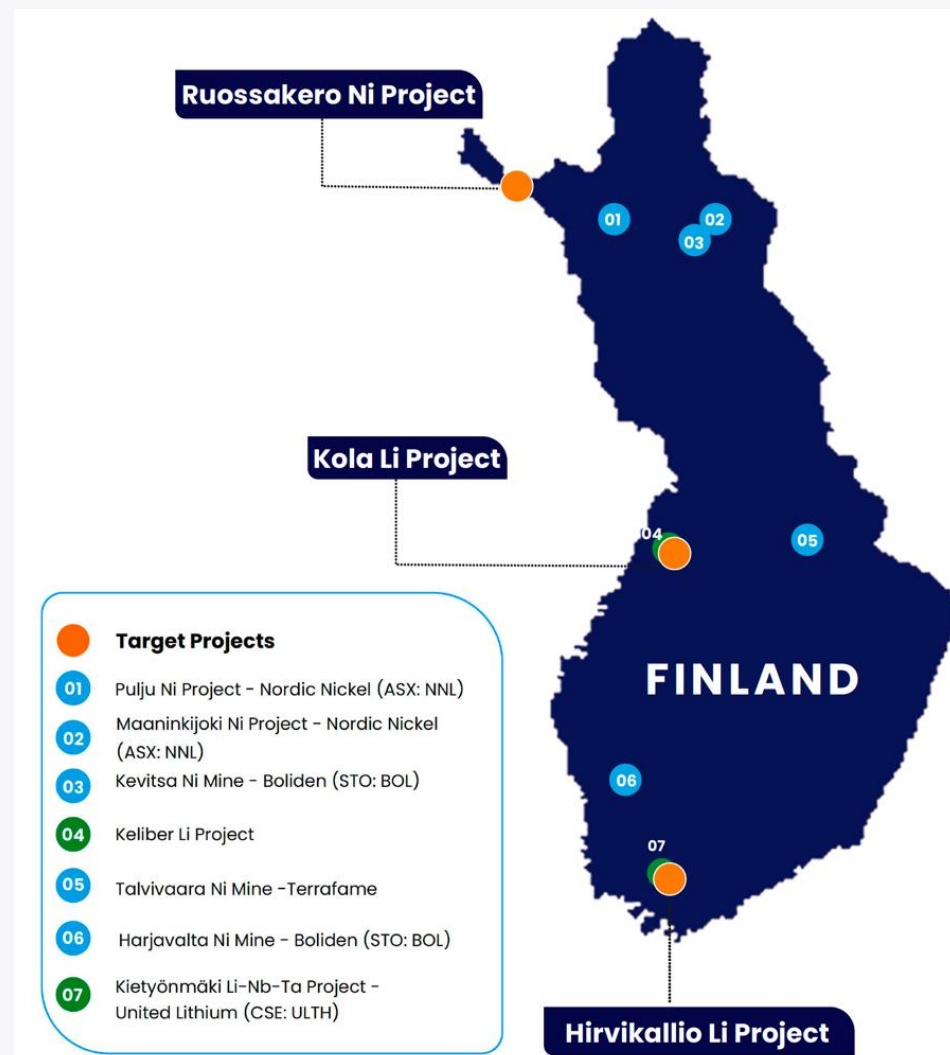 Ruossakero Ni Project
01
02
03
Kola Li Project
04
05
FINLAND
06
07
Hirvikallio Li Project
Target Projects
01 Pulju Ni Project - Nordic Nickel (ASX: NNL)
02 Maaninkijoki Ni Project - Nordic Nickel
(ASX: NNL)
03 Kevitsa Ni Mine - Boliden (STO: BOL)
04 Keliber Li Project
05 Talvivaara Ni Mine -Terrafame
06 Harjavalta Ni Mine - Boliden (STO: BOL)
07 Kietyönmäki Li-Nb-Ta Project -
United Lithium (CSE: ULTH)